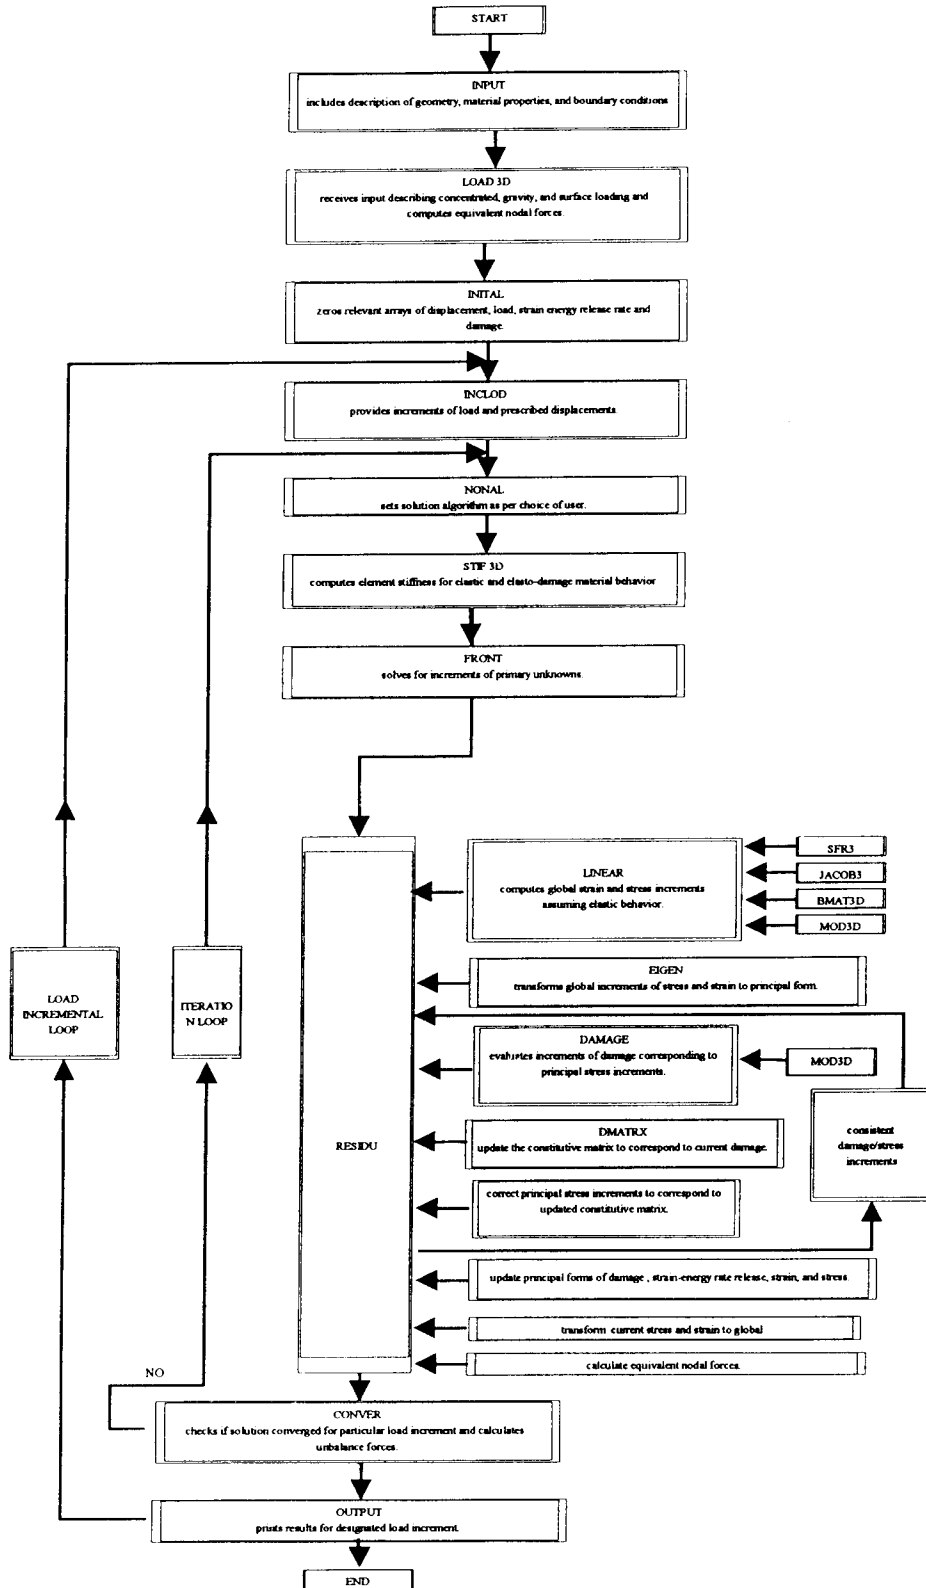 START
INPUT
includes description of geometry, material properties, and boundary conditions
LOAD 3D
receives input describing concentrated, gravity, and surface loading and
computes equivalent nodal forces.
INITAL
zeros relevant arrays of displacement, load, strain energy release rate and
damage.
INCLOD
provides increments of load and prescribed displacements.
NONAL
sets solution algorithm as per choice of user.
STIF 3D
computes element stiffness for elastic and elasto-damage material behavior
FRONT
solves for increments of primary unknowns.
LINEAR
computes global strain and stress increments
assuming elastic behavior.
SFR3
JACOB3
BMAT3D
MOD3D
EIGEN
transforms global increments of stress and strain to principal form.
DAMAGE
evaluates increments of damage corresponding to
principal stress increments.
MOD3D
LOAD
INCREMENTAL
LOOP
ITERATIO
N LOOP
RESIDU
DMATRX
update the constitutive matrix to correspond to current damage.
consistent
damage/stress
increments
correct principal stress increments to correspond to
updated constitutive matrix.
update principal forms of damage , strain-energy rate release, strain, and stress.
transform current stress and strain to global
calculate equivalent nodal forces.
NO
CONVER
checks if solution converged for particular load increment and calculates
unbalance forces.
OUTPUT
prints results for designated load increment.
END